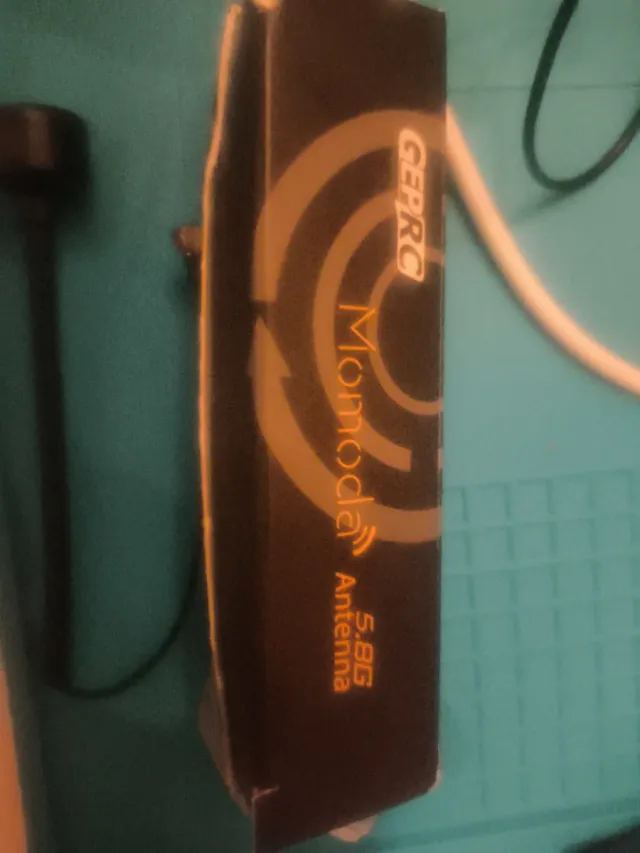 GEPRC
Momoda
5.8G
Antenna